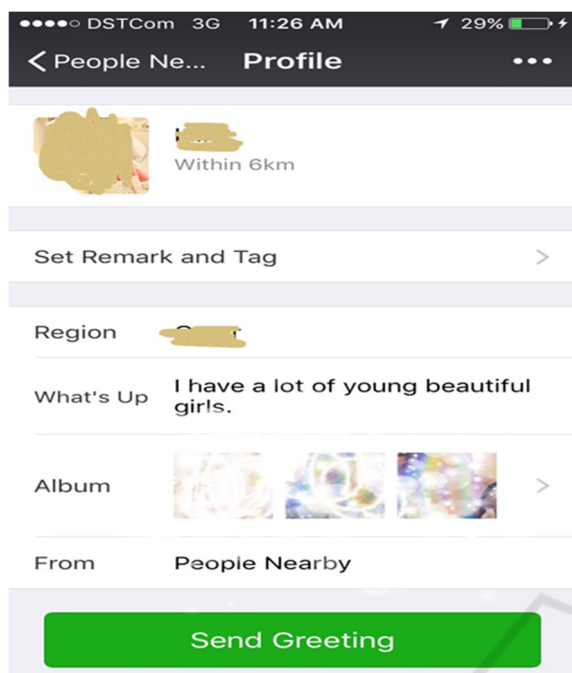 DSTCom 3G 11:26 AM 29%
People Ne... Profile
Within 6km
Set Remark and Tag
Region
What's Up I have a lot of young beautiful
girls.
Album
From People Nearby
Send Greeting